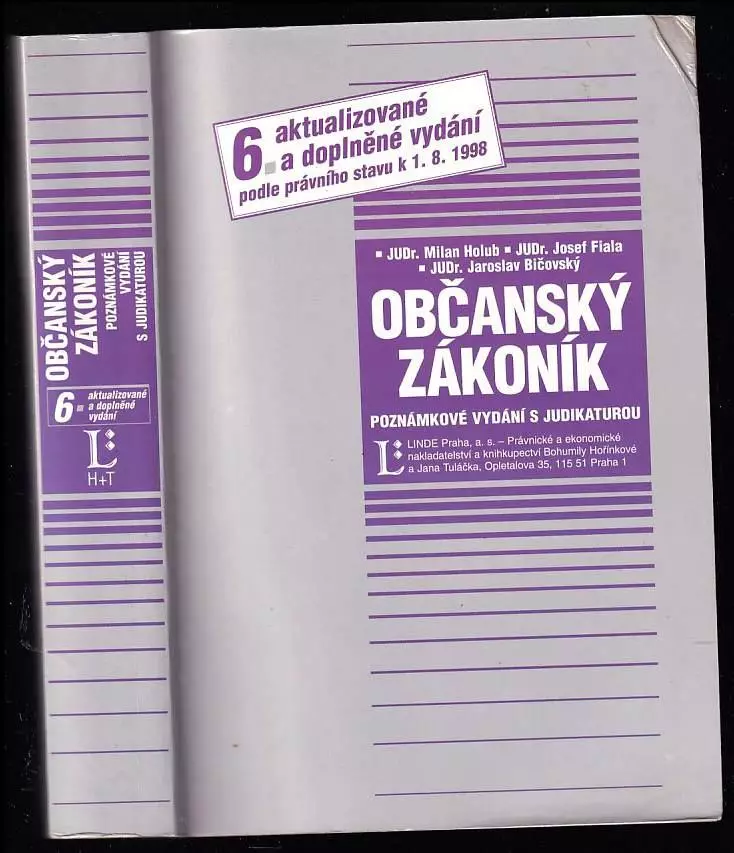 OBČANSKÝ
ZÁKONÍK
POZNÁMKOVÉ
VYDÁNÍ
S JUDIKATUROU
6. aktualizované
a doplněné
vydání
L
H+T
6. aktualizované
a doplněné vydání
podle právního stavu k 1. 8. 1998
▪ JUDr. Milan Holub ▪ JUDr. Josef Fiala
▪ JUDr. Jaroslav Bičovský
OBČANSKÝ
ZÁKONÍK
POZNÁMKOVÉ VYDÁNÍ S JUDIKATUROU
L
LINDE Praha, a. s. – Právnické a ekonomické
nakladatelství a knihkupectví Bohumily Hořínkové
a Jana Tuláčka, Opletalova 35, 115 51 Praha 1